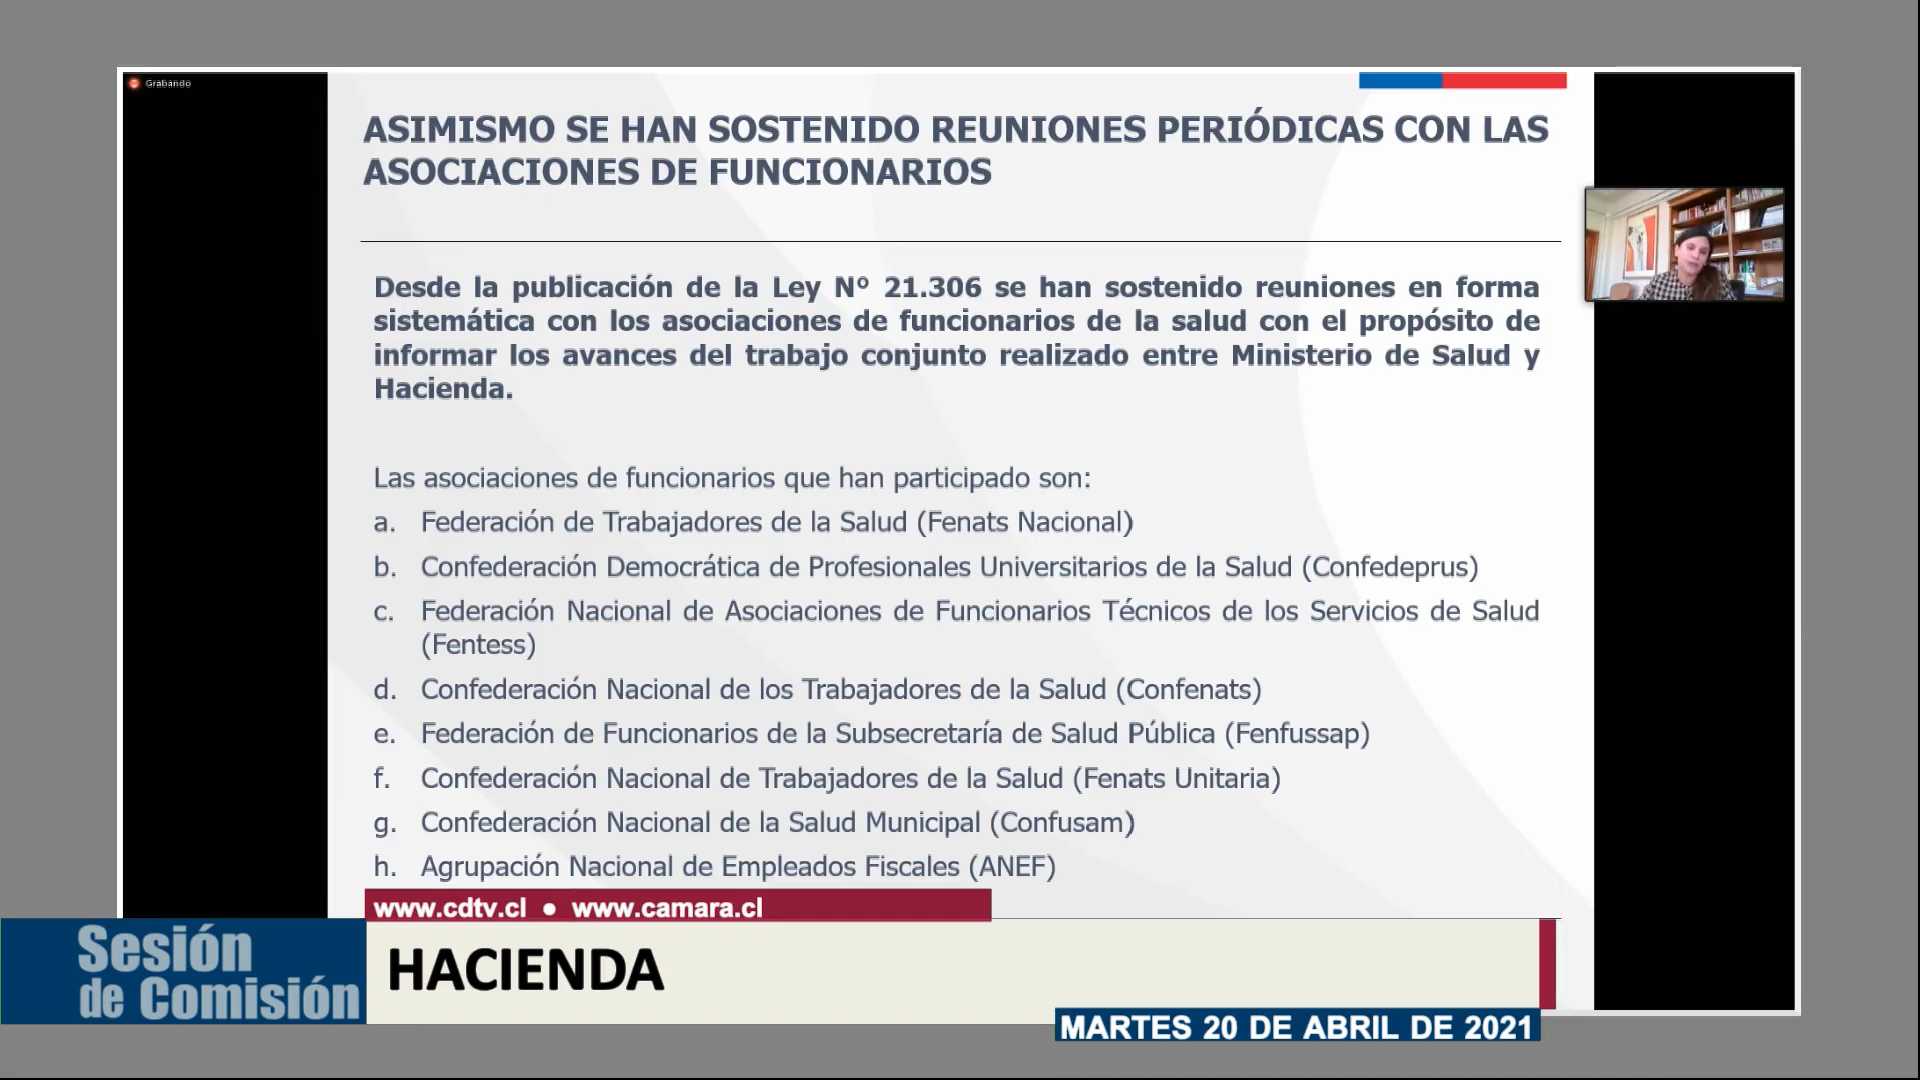 Grabando
ASIMISMO SE HAN SOSTENIDO REUNIONES PERIÓDICAS CON LAS
ASOCIACIONES DE FUNCIONARIOS
Desde la publicación de la Ley Nº 21.306 se han sostenido reuniones en forma
sistemática con los asociaciones de funcionarios de la salud con el propósito de
informar los avances del trabajo conjunto realizado entre Ministerio de Salud y
Hacienda.
Las asociaciones de funcionarios que han participado son:
a. Federación de Trabajadores de la Salud (Fenats Nacional)
b. Confederación Democrática de Profesionales Universitarios de la Salud (Confedeprus)
c. Federación Nacional de Asociaciones de Funcionarios Técnicos de los Servicios de Salud
(Fentess)
d. Confederación Nacional de los Trabajadores de la Salud (Confenats)
e. Federación de Funcionarios de la Subsecretaría de Salud Pública (Fenfussap)
f. Confederación Nacional de Trabajadores de la Salud (Fenats Unitaria)
g. Confederación Nacional de la Salud Municipal (Confusam)
h. Agrupación Nacional de Empleados Fiscales (ANEF)
www.cdtv.cl ● www.camara.cl
Sesión
de Comisión
HACIENDA
MARTES 20 DE ABRIL DE 2021